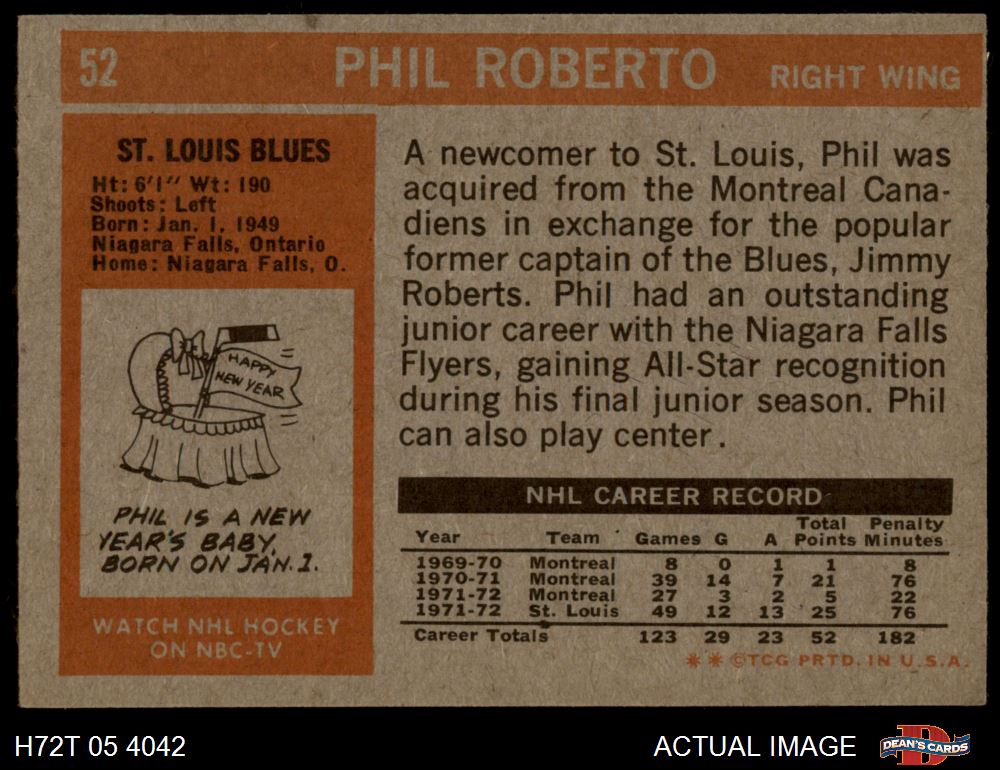 52 PHIL ROBERTO RIGHT WING
ST. LOUIS BLUES
Ht: 6'1" Wt: 190
Shoots: Left
Born: Jan. 1, 1949
Niagara Falls, Ontario
Home: Niagara Falls, O.
HAPPY
NEW YEAR
PHIL IS A NEW
YEAR'S BABY,
BORN ON JAN. 1.
WATCH NHL HOCKEY
ON NBC-TV
A newcomer to St. Louis, Phil was
acquired from the Montreal Cana-
diens in exchange for the popular
former captain of the Blues, Jimmy
Roberts. Phil had an outstanding
junior career with the Niagara Falls
Flyers, gaining All-Star recognition
during his final junior season. Phil
can also play center.
NHL CAREER RECORD
Year Team Games G A Total Points Penalty Minutes
1969-70 Montreal 8 0 1 1 8
1970-71 Montreal 39 14 7 21 76
1971-72 Montreal 27 3 2 5 22
1971-72 St. Louis 49 12 13 25 76
Career Totals 123 29 23 52 182
**©TCG PRTD. IN U.S.A.
H72T 05 4042 ACTUAL IMAGE DEAN'S CARDS